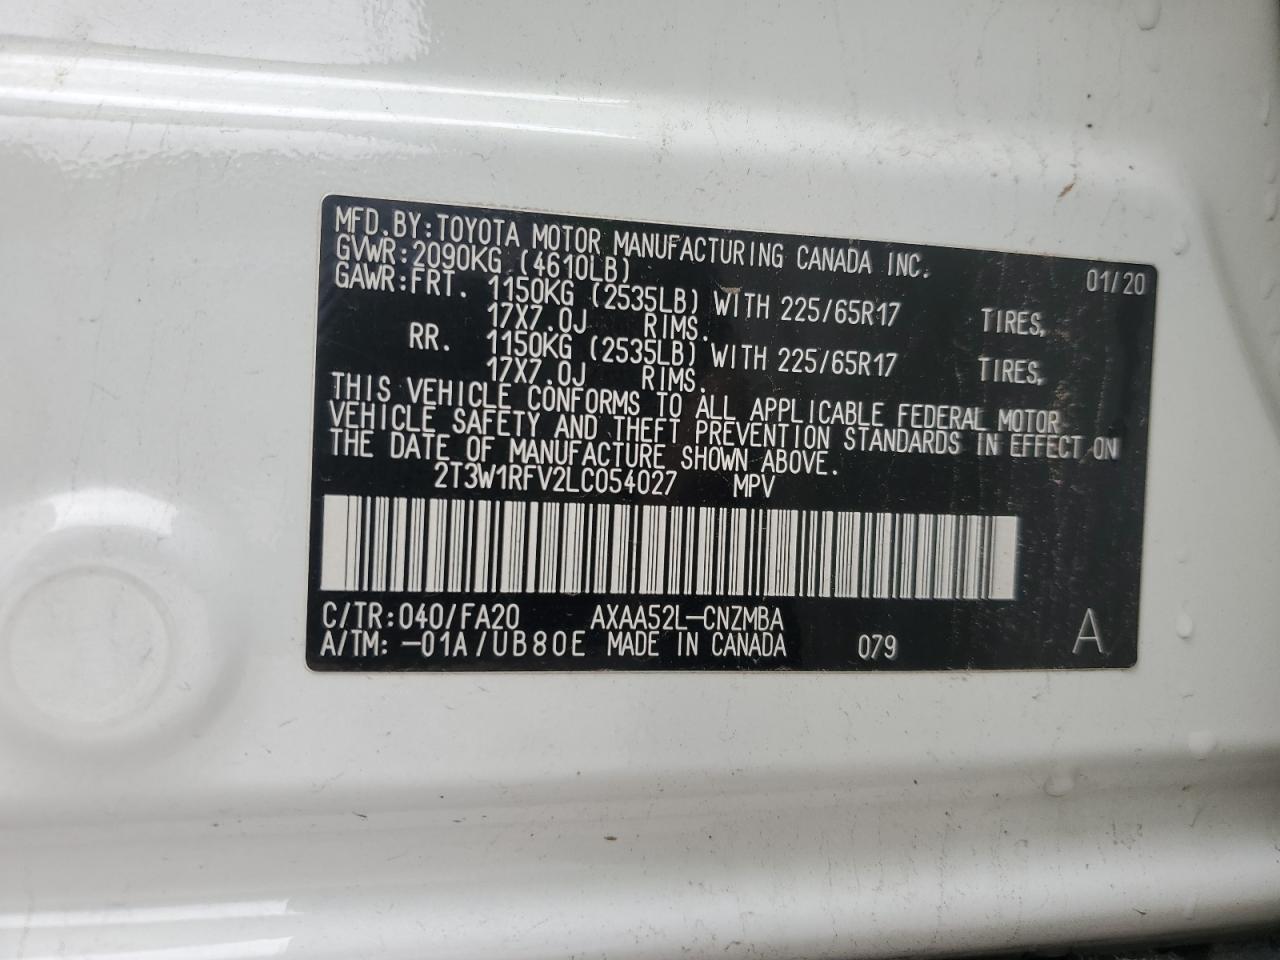 MFD.BY:TOYOTA MOTOR MANUFACTURING CANADA INC. 01/20
GVWR:2090KG (4610LB)
GAWR:FRT. 1150KG (2535LB) WITH 225/65R17 TIRES,
17X7.0J RIMS.
RR. 1150KG (2535LB) WITH 225/65R17 TIRES,
17X7.0J RIMS.
THIS VEHICLE CONFORMS TO ALL APPLICABLE FEDERAL MOTOR
VEHICLE SAFETY AND THEFT PREVENTION STANDARDS IN EFFECT ON
THE DATE OF MANUFACTURE SHOWN ABOVE.
2T3W1RFV2LC054027 MPV
C/TR:040/FA20 AXAA52L-CNZMBA
A/TM:-01A/UB80E MADE IN CANADA 079 A